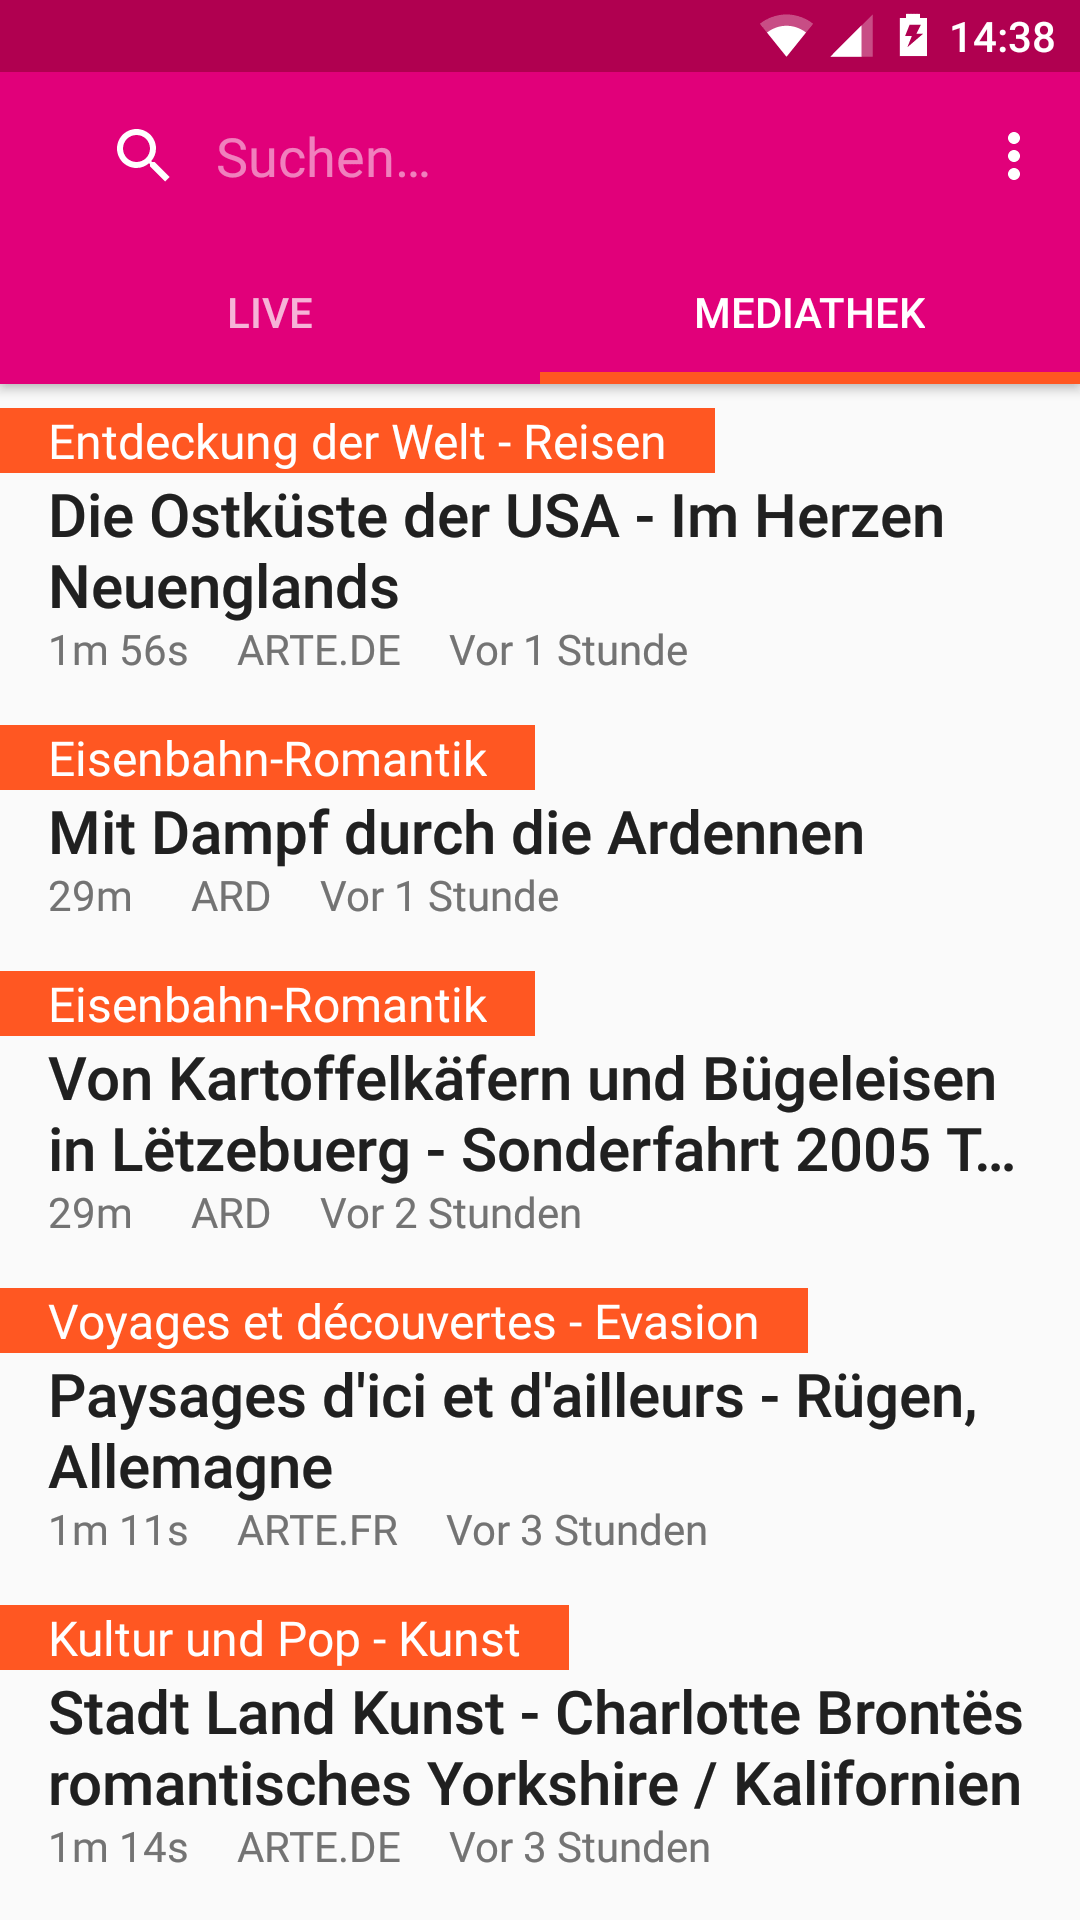 14:38
Suchen…
LIVE
MEDIATHEK
Entdeckung der Welt - Reisen
Die Ostküste der USA - Im Herzen
Neuenglands
1m 56s ARTE.DE Vor 1 Stunde
Eisenbahn-Romantik
Mit Dampf durch die Ardennen
29m ARD Vor 1 Stunde
Eisenbahn-Romantik
Von Kartoffelkäfern und Bügeleisen
in Lëtzebuerg - Sonderfahrt 2005 T…
29m ARD Vor 2 Stunden
Voyages et découvertes - Evasion
Paysages d'ici et d'ailleurs - Rügen,
Allemagne
1m 11s ARTE.FR Vor 3 Stunden
Kultur und Pop - Kunst
Stadt Land Kunst - Charlotte Brontës
romantisches Yorkshire / Kalifornien
1m 14s ARTE.DE Vor 3 Stunden